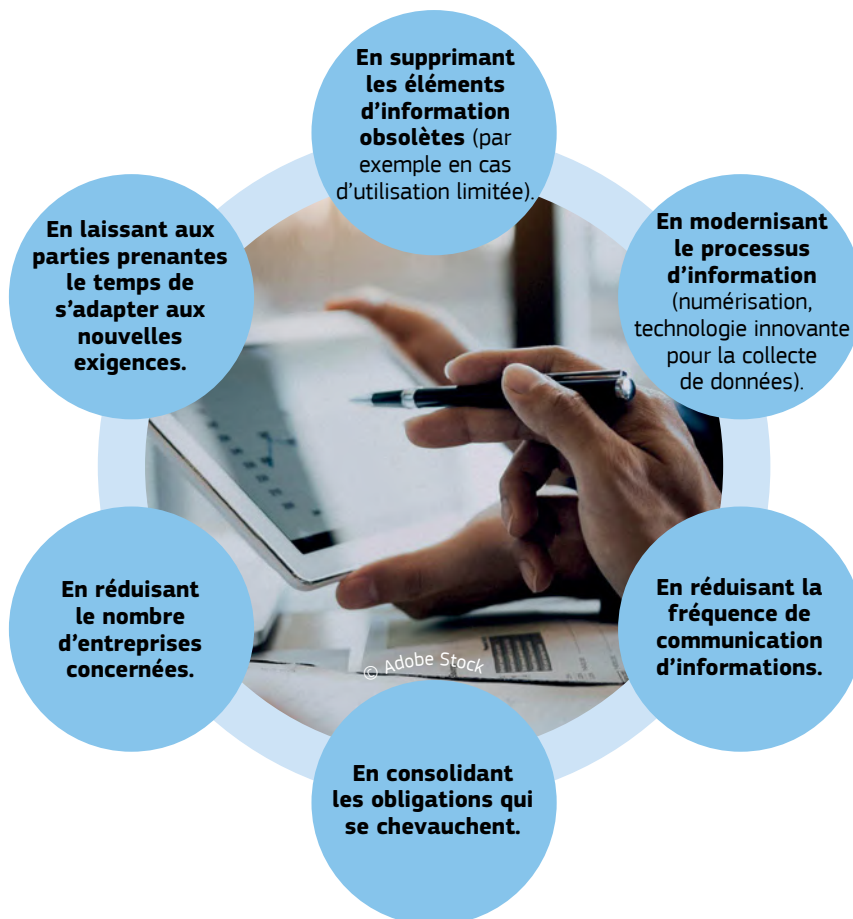 En supprimant
les éléments
d’information
obsolètes (par
exemple en cas
d’utilisation limitée).
En modernisant
le processus
d’information
(numérisation,
technologie innovante
pour la collecte
de données).
En réduisant la
fréquence de
communication
d’informations.
En consolidant
les obligations qui
se chevauchent.
En réduisant
le nombre
d’entreprises
concernées.
En laissant aux
parties prenantes
le temps de
s’adapter aux
nouvelles
exigences.
© Adobe Stock